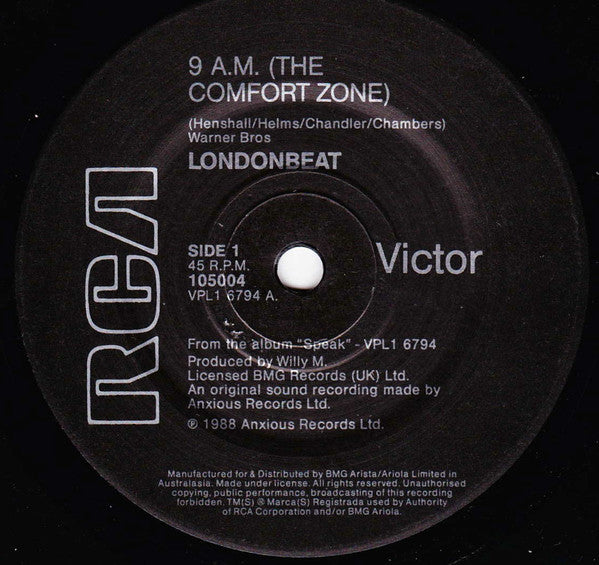 9 A.M. (THE
COMFORT ZONE)
(Henshall/Helms/Chandler/Chambers)
Warner Bros
LONDONBEAT
RCA
SIDE 1
45 R.P.M.
105004
VPL1 6794 A.
Victor
From the album "Speak" - VPL1 6794
Produced by Willy M.
Licensed BMG Records (UK) Ltd.
An original sound recording made by
Anxious Records Ltd.
℗ 1988 Anxious Records Ltd.
Manufactured for & Distributed by BMG Arista/Ariola Limited in
Australasia. Made under license. All rights reserved. Unauthorised
copying, public performance, broadcasting of this recording
forbidden. TM(S) ® Marca(S) Registrada used by Authority
of RCA Corporation and/or BMG Ariola.